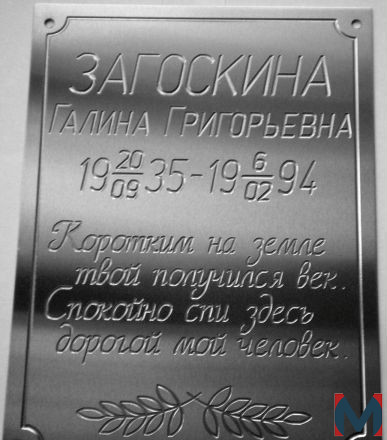 ЗАГОСКИНА
ГАЛИНА ГРИГОРЬЕВНА
19 20/09 35-19 6/02 94
Коротким на земле
твой получился век.
Спокойно спи здесь
дорогой мой человек.
M